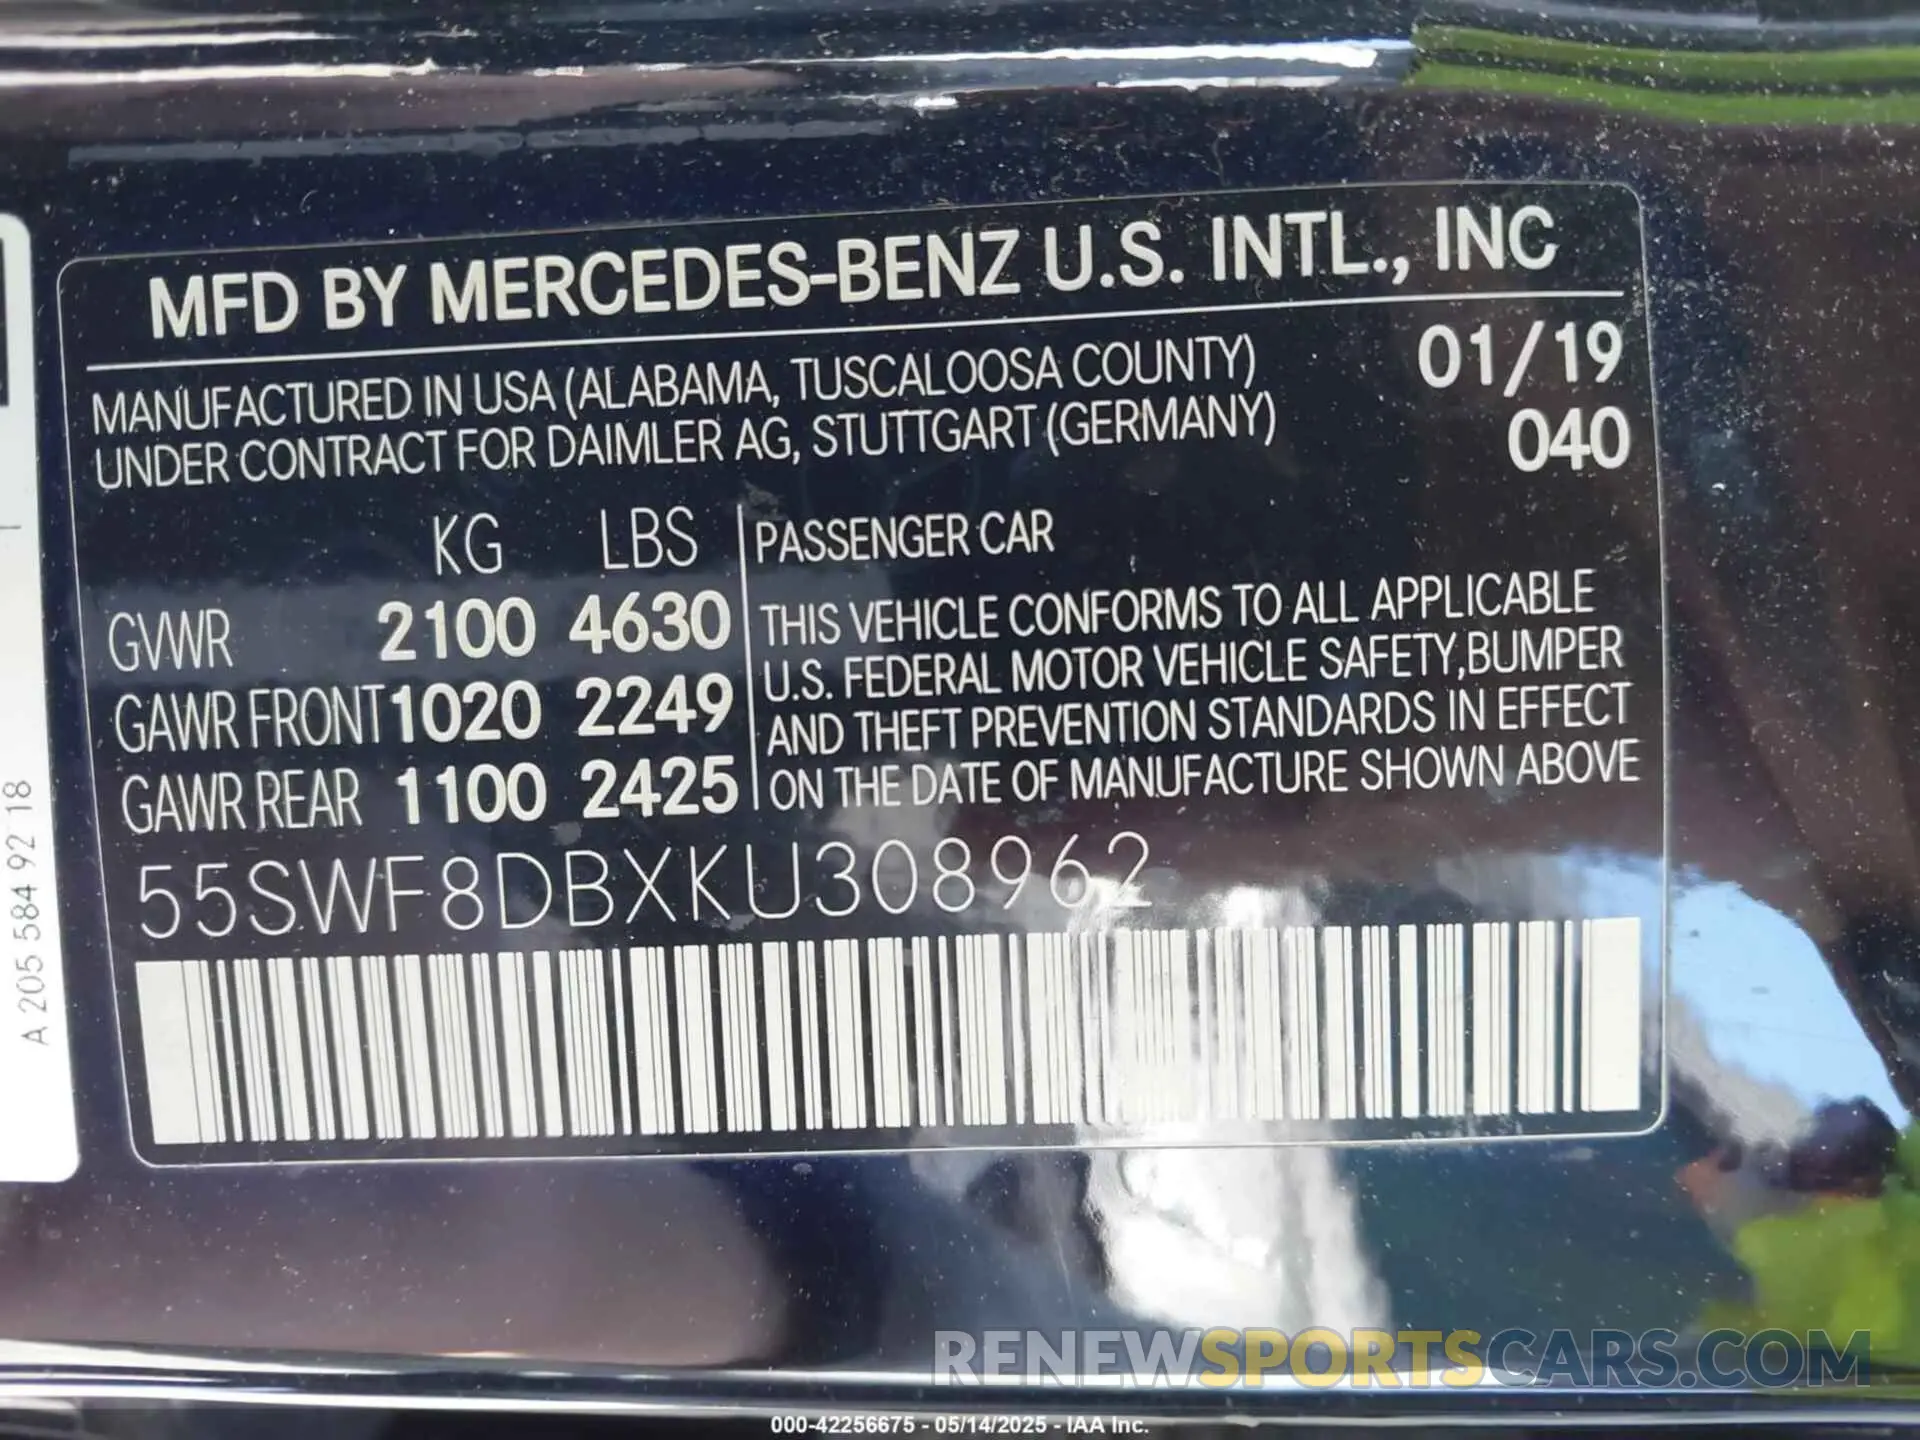 MFD BY MERCEDES-BENZ U.S. INTL., INC
MANUFACTURED IN USA (ALABAMA, TUSCALOOSA COUNTY)
UNDER CONTRACT FOR DAIMLER AG, STUTTGART (GERMANY)
01/19
040
KG LBS
GVWR 2100 4630
GAWR FRONT 1020 2249
GAWR REAR 1100 2425
PASSENGER CAR
THIS VEHICLE CONFORMS TO ALL APPLICABLE
U.S. FEDERAL MOTOR VEHICLE SAFETY,BUMPER
AND THEFT PREVENTION STANDARDS IN EFFECT
ON THE DATE OF MANUFACTURE SHOWN ABOVE
55SWF8DBXKU308962
A 205 584 92 18
RENEWSPORTSCARS.COM
000-42256675 - 05/14/2025 - IAA Inc.